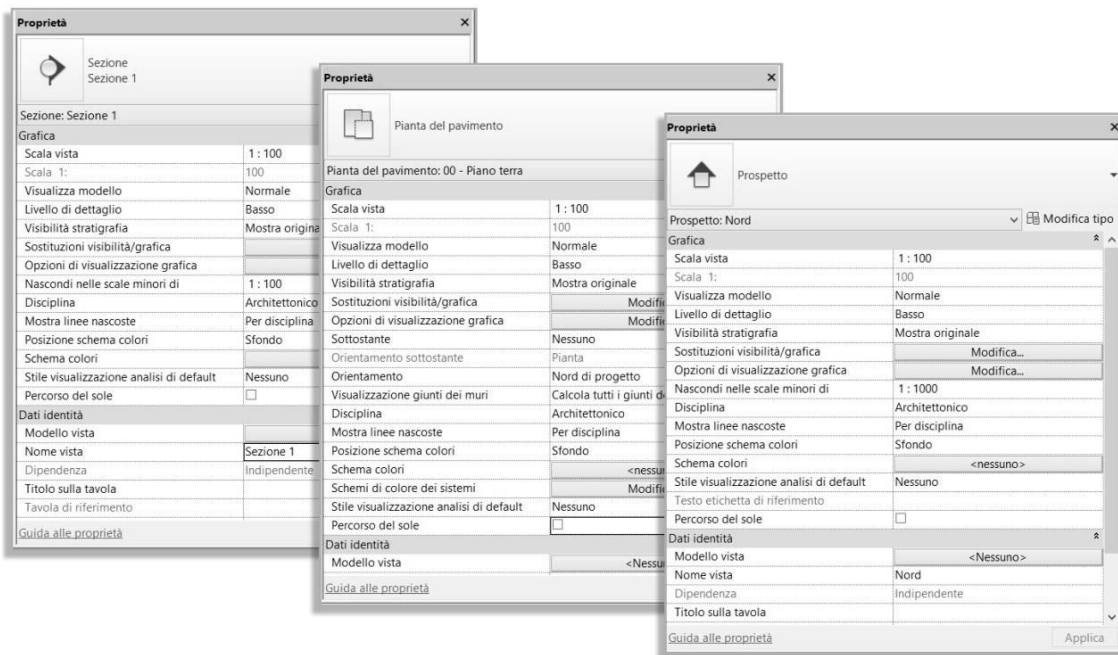 Proprietà
Sezione
Sezione 1
Sezione: Sezione 1
Grafica
Scala vista 1 : 100
Scala 1: 100
Visualizza modello Normale
Livello di dettaglio Basso
Visibilità stratigrafia Mostra origina
Sostituzioni visibilità/grafica
Opzioni di visualizzazione grafica
Nascondi nelle scale minori di 1 : 100
Disciplina Architettonico
Mostra linee nascoste Per disciplina
Posizione schema colori Sfondo
Schema colori
Stile visualizzazione analisi di default Nessuno
Percorso del sole
Dati identità
Modello vista
Nome vista Sezione 1
Dipendenza Indipendente
Titolo sulla tavola
Tavola di riferimento
Guida alle proprietà
Proprietà
Pianta del pavimento
Pianta del pavimento: 00 - Piano terra
Grafica
Scala vista 1 : 100
Scala 1: 100
Visualizza modello Normale
Livello di dettaglio Basso
Visibilità stratigrafia Mostra originale
Sostituzioni visibilità/grafica Modific
Opzioni di visualizzazione grafica Modific
Sottostante Nessuno
Orientamento sottostante Pianta
Orientamento Nord di progetto
Visualizzazione giunti dei muri Calcola tutti i giunti d
Disciplina Architettonico
Mostra linee nascoste Per disciplina
Posizione schema colori Sfondo
Schema colori <nessu
Schemi di colore dei sistemi Modific
Stile visualizzazione analisi di default Nessuno
Percorso del sole
Dati identità
Modello vista <Nessu
Guida alle proprietà
Proprietà
Prospetto
Prospetto: Nord Modifica tipo
Grafica
Scala vista 1 : 100
Scala 1: 100
Visualizza modello Normale
Livello di dettaglio Basso
Visibilità stratigrafia Mostra originale
Sostituzioni visibilità/grafica Modifica...
Opzioni di visualizzazione grafica Modifica...
Nascondi nelle scale minori di 1 : 1000
Disciplina Architettonico
Mostra linee nascoste Per disciplina
Posizione schema colori Sfondo
Schema colori <nessuno>
Stile visualizzazione analisi di default Nessuno
Testo etichetta di riferimento
Percorso del sole
Dati identità
Modello vista <Nessuno>
Nome vista Nord
Dipendenza Indipendente
Titolo sulla tavola
Guida alle proprietà Applica